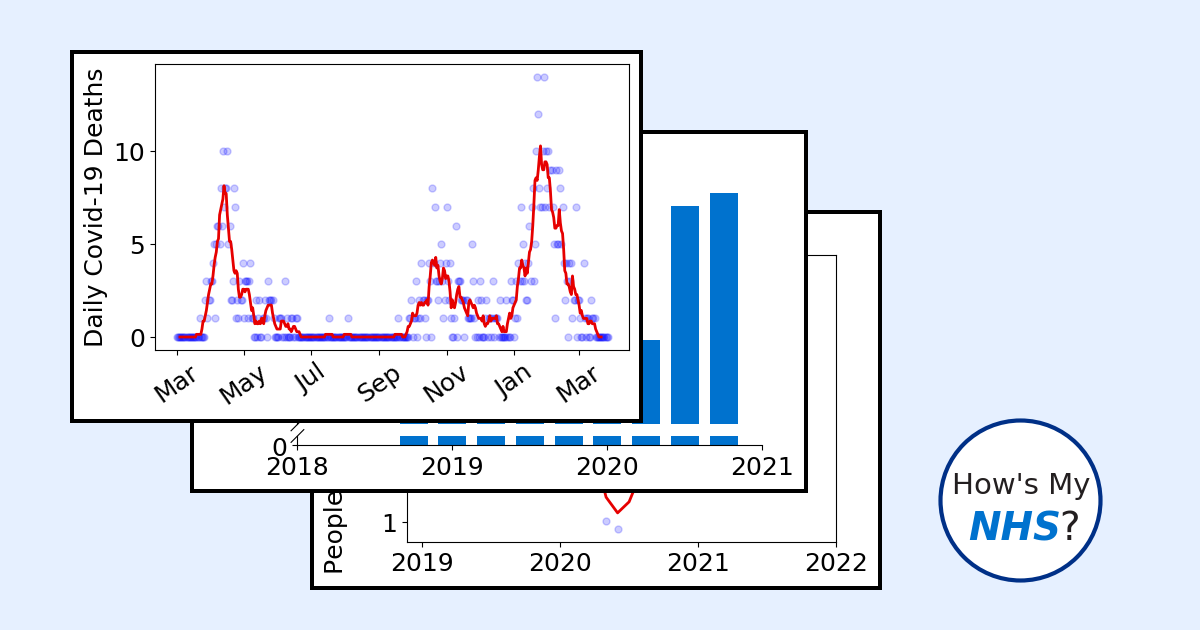 Daily Covid-19 Deaths
10
5
0
Mar May Jul Sep Nov Jan Mar
0
2018 2019 2020 2021
People
1
2019 2020 2021 2022
How's My
NHS?